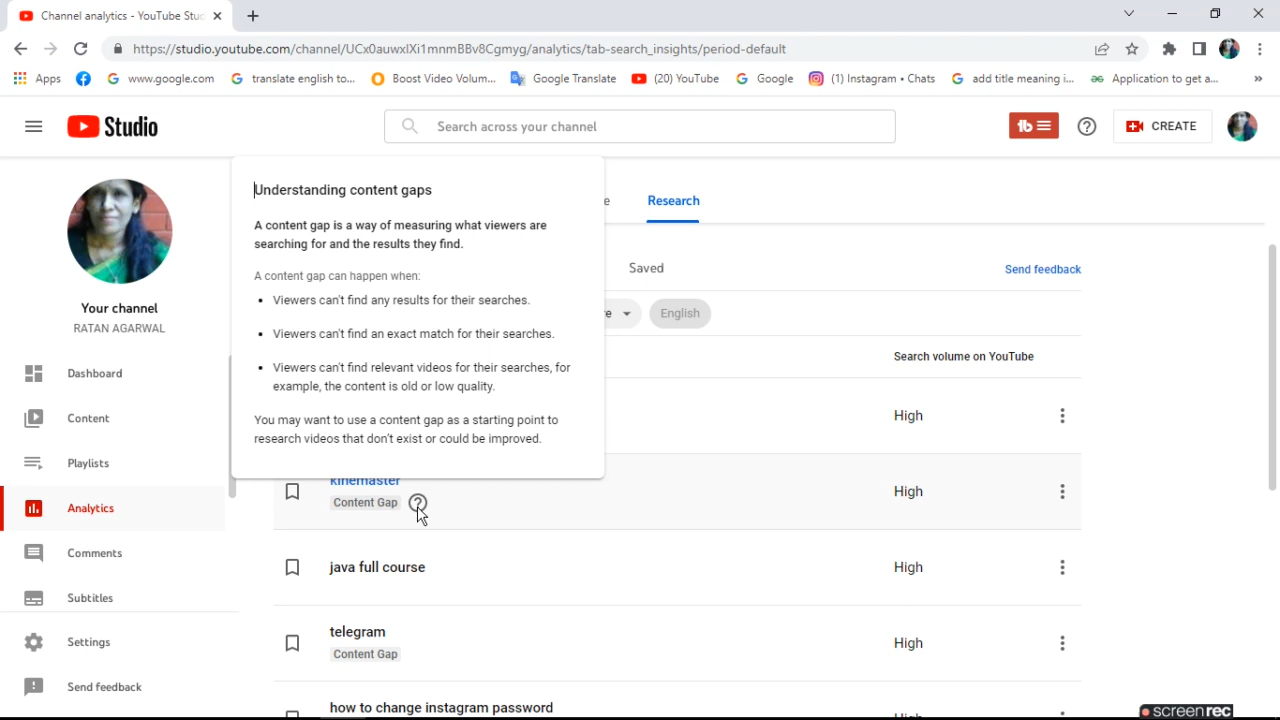 Channel analytics - YouTube Stu
https://studio.youtube.com/channel/UCx0auwxlXi1mnmBBv8Cgmyg/analytics/tab-search_insights/period-default
Apps
www.google.com
translate english to...
Boost Video Volum...
Google Translate
(20) YouTube
Google
(1) Instagram • Chats
add title meaning i...
Application to get a...
»
Studio
Search across your channel
tb
CREATE
Your channel
RATAN AGARWAL
Dashboard
Content
Playlists
Analytics
Comments
Subtitles
Settings
Send feedback
Understanding content gaps
A content gap is a way of measuring what viewers are
searching for and the results they find.
A content gap can happen when:
• Viewers can't find any results for their searches.
• Viewers can't find an exact match for their searches.
• Viewers can't find relevant videos for their searches, for
example, the content is old or low quality.
You may want to use a content gap as a starting point to
research videos that don't exist or could be improved.
e
Research
Saved
Send feedback
re
English
Search volume on YouTube
High
kinemaster
Content Gap
High
java full course
High
telegram
Content Gap
High
how to change instagram password
High
screenrec